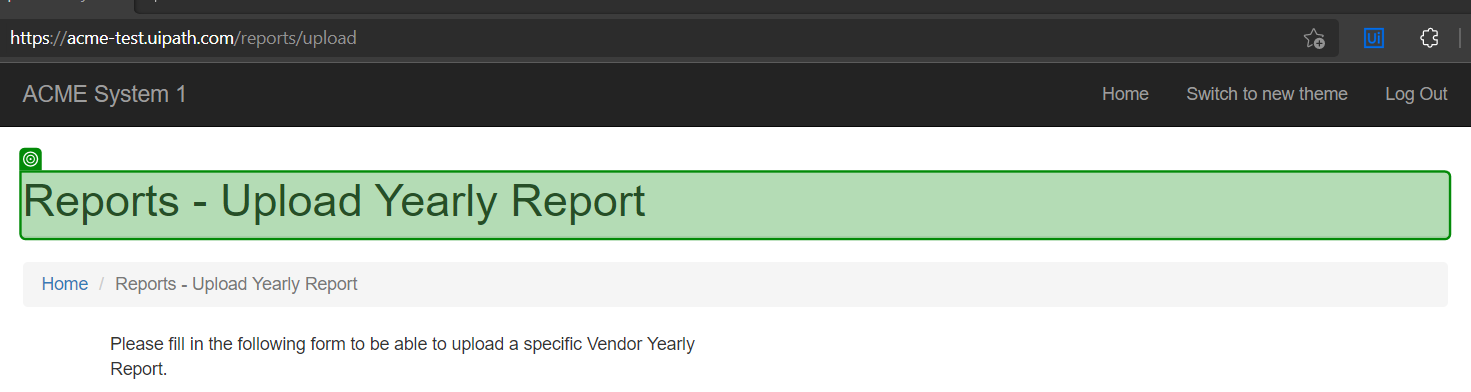 https://acme-test.uipath.com/reports/upload
Ui
ACME System 1 Home Switch to new theme Log Out
Reports - Upload Yearly Report
Home / Reports - Upload Yearly Report
Please fill in the following form to be able to upload a specific Vendor Yearly
Report.